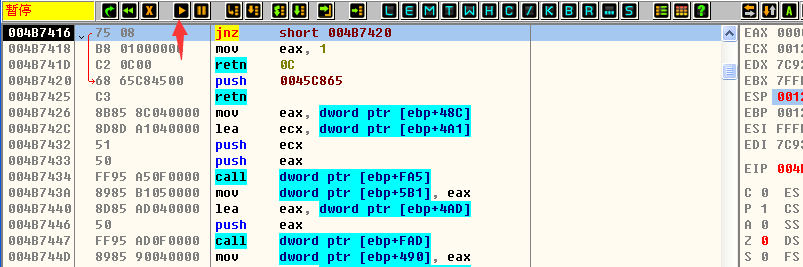 暂停
L E M T W H C / K B R ... S
004B7416 75 08 jnz short 004B7420 EAX 0000
004B7418 B8 01000000 mov eax, 1 ECX 0012
004B741D C2 0C00 retn 0C EDX 7C92
004B7420 68 65C84500 push 0045C865 EBX 7FFD
004B7425 C3 retn ESP 0012
004B7426 8B85 8C040000 mov eax, dword ptr [ebp+48C] EBP 0012
004B742C 8D8D A1040000 lea ecx, dword ptr [ebp+4A1] ESI FFFF
004B7432 51 push ecx EDI 7C93
004B7433 50 push eax
004B7434 FF95 A50F0000 call dword ptr [ebp+FA5] EIP 004B
004B743A 8985 B1050000 mov dword ptr [ebp+5B1], eax C 0 ES
004B7440 8D85 AD040000 lea eax, dword ptr [ebp+4AD] P 1 CS
004B7446 50 push eax A 0 SS
004B7447 FF95 AD0F0000 call dword ptr [ebp+FAD] Z 0 DS
004B744D 8985 90040000 mov dword ptr [ebp+490], eax S 0 FS